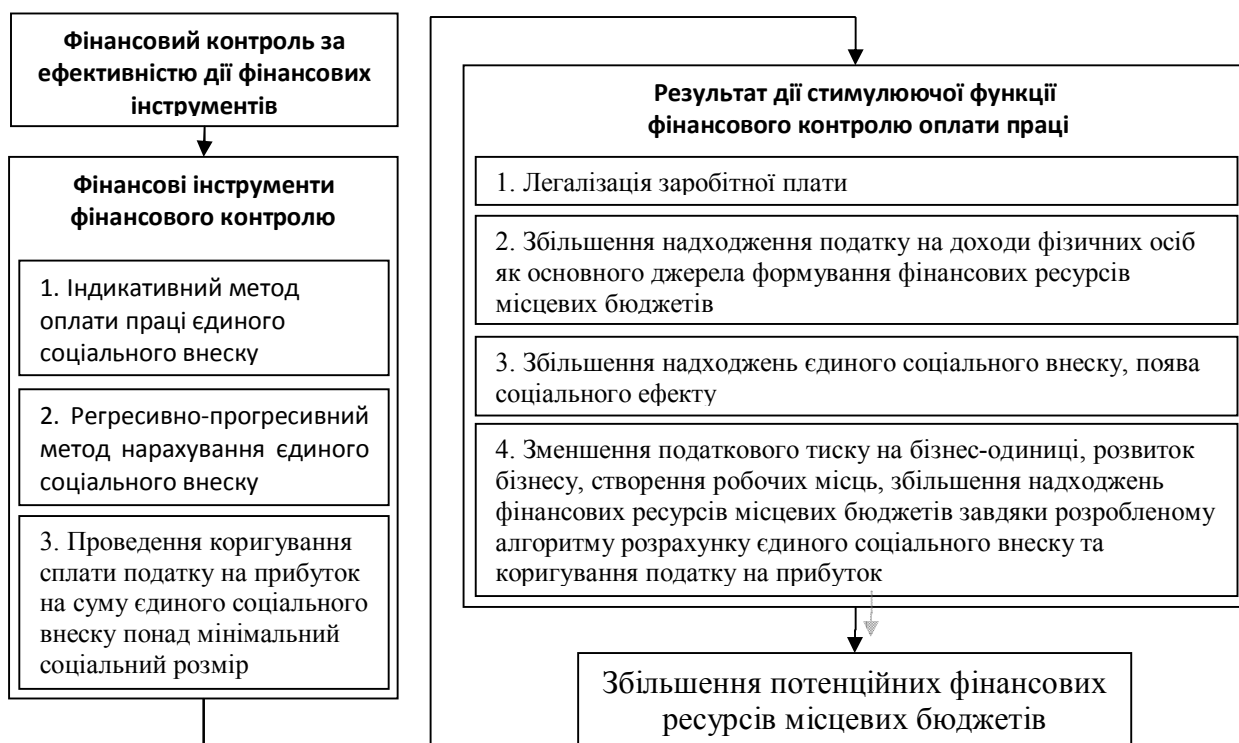 Фінансовий контроль за
ефективністю дії фінансових
інструментів
Фінансові інструменти
фінансового контролю
1. Індикативний метод
оплати праці єдиного
соціального внеску
2. Регресивно-прогресивний
метод нарахування єдиного
соціального внеску
3. Проведення коригування
сплати податку на прибуток
на суму єдиного соціального
внеску понад мінімальний
соціальний розмір
Результат дії стимулюючої функції
фінансового контролю оплати праці
1. Легалізація заробітної плати
2. Збільшення надходження податку на доходи фізичних осіб
як основного джерела формування фінансових ресурсів
місцевих бюджетів
3. Збільшення надходжень єдиного соціального внеску, поява
соціального ефекту
4. Зменшення податкового тиску на бізнес-одиниці, розвиток
бізнесу, створення робочих місць, збільшення надходжень
фінансових ресурсів місцевих бюджетів завдяки розробленому
алгоритму розрахунку єдиного соціального внеску та
коригування податку на прибуток
Збільшення потенційних фінансових
ресурсів місцевих бюджетів